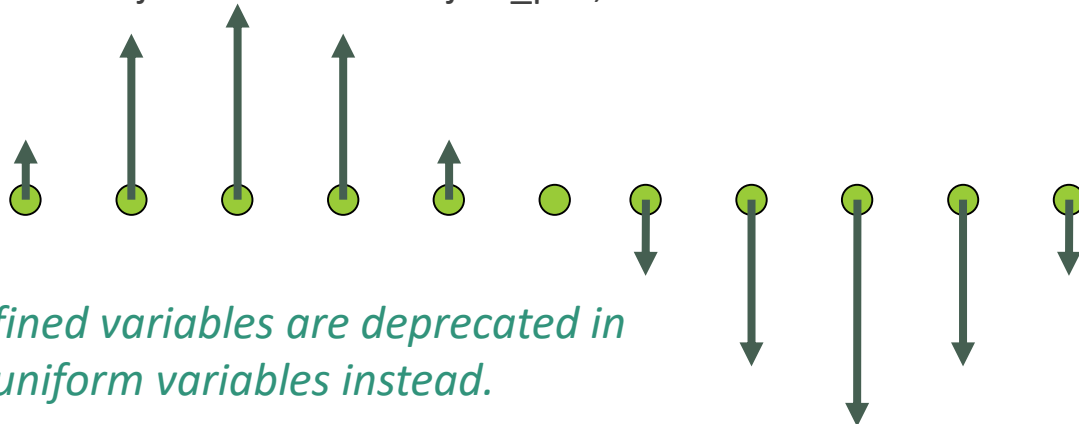 fined variables are deprecated in
uniform variables instead.